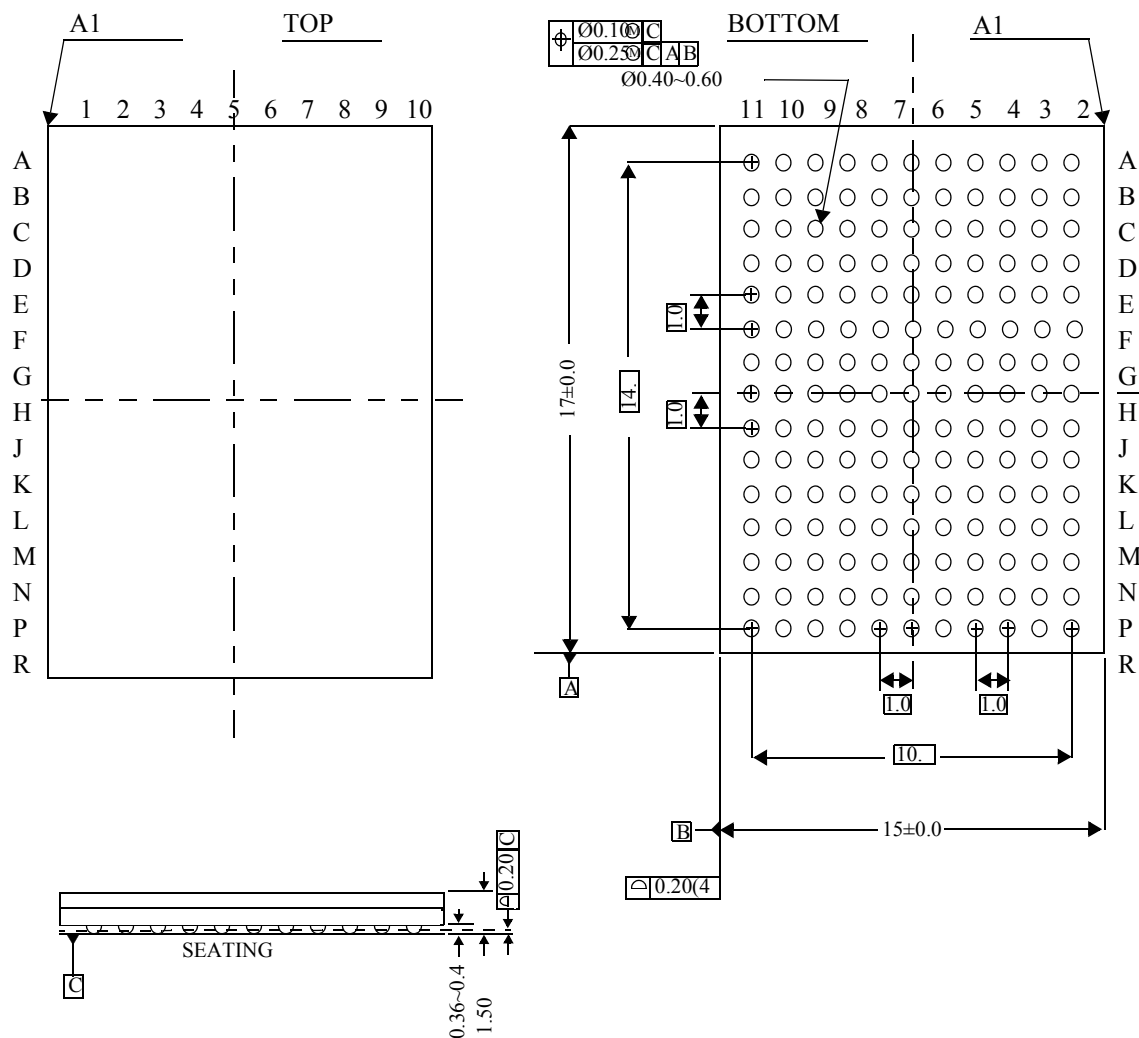 A1 TOP
1 2 3 4 5 6 7 8 9 10
A
B
C
D
E
F
G
H
J
K
L
M
N
P
R
Ø0.10Ⓜ C
Ø0.25Ⓜ C A B
BOTTOM A1
Ø0.40~0.60
11 10 9 8 7 6 5 4 3 2
A
B
C
D
E
F
G
H
J
K
L
M
N
P
R
1.0
17±0.0
14.
1.0
A
1.0 1.0
10.
B
15±0.0
0.20(4
0.20 C
SEATING
C
0.36~0.4
1.50